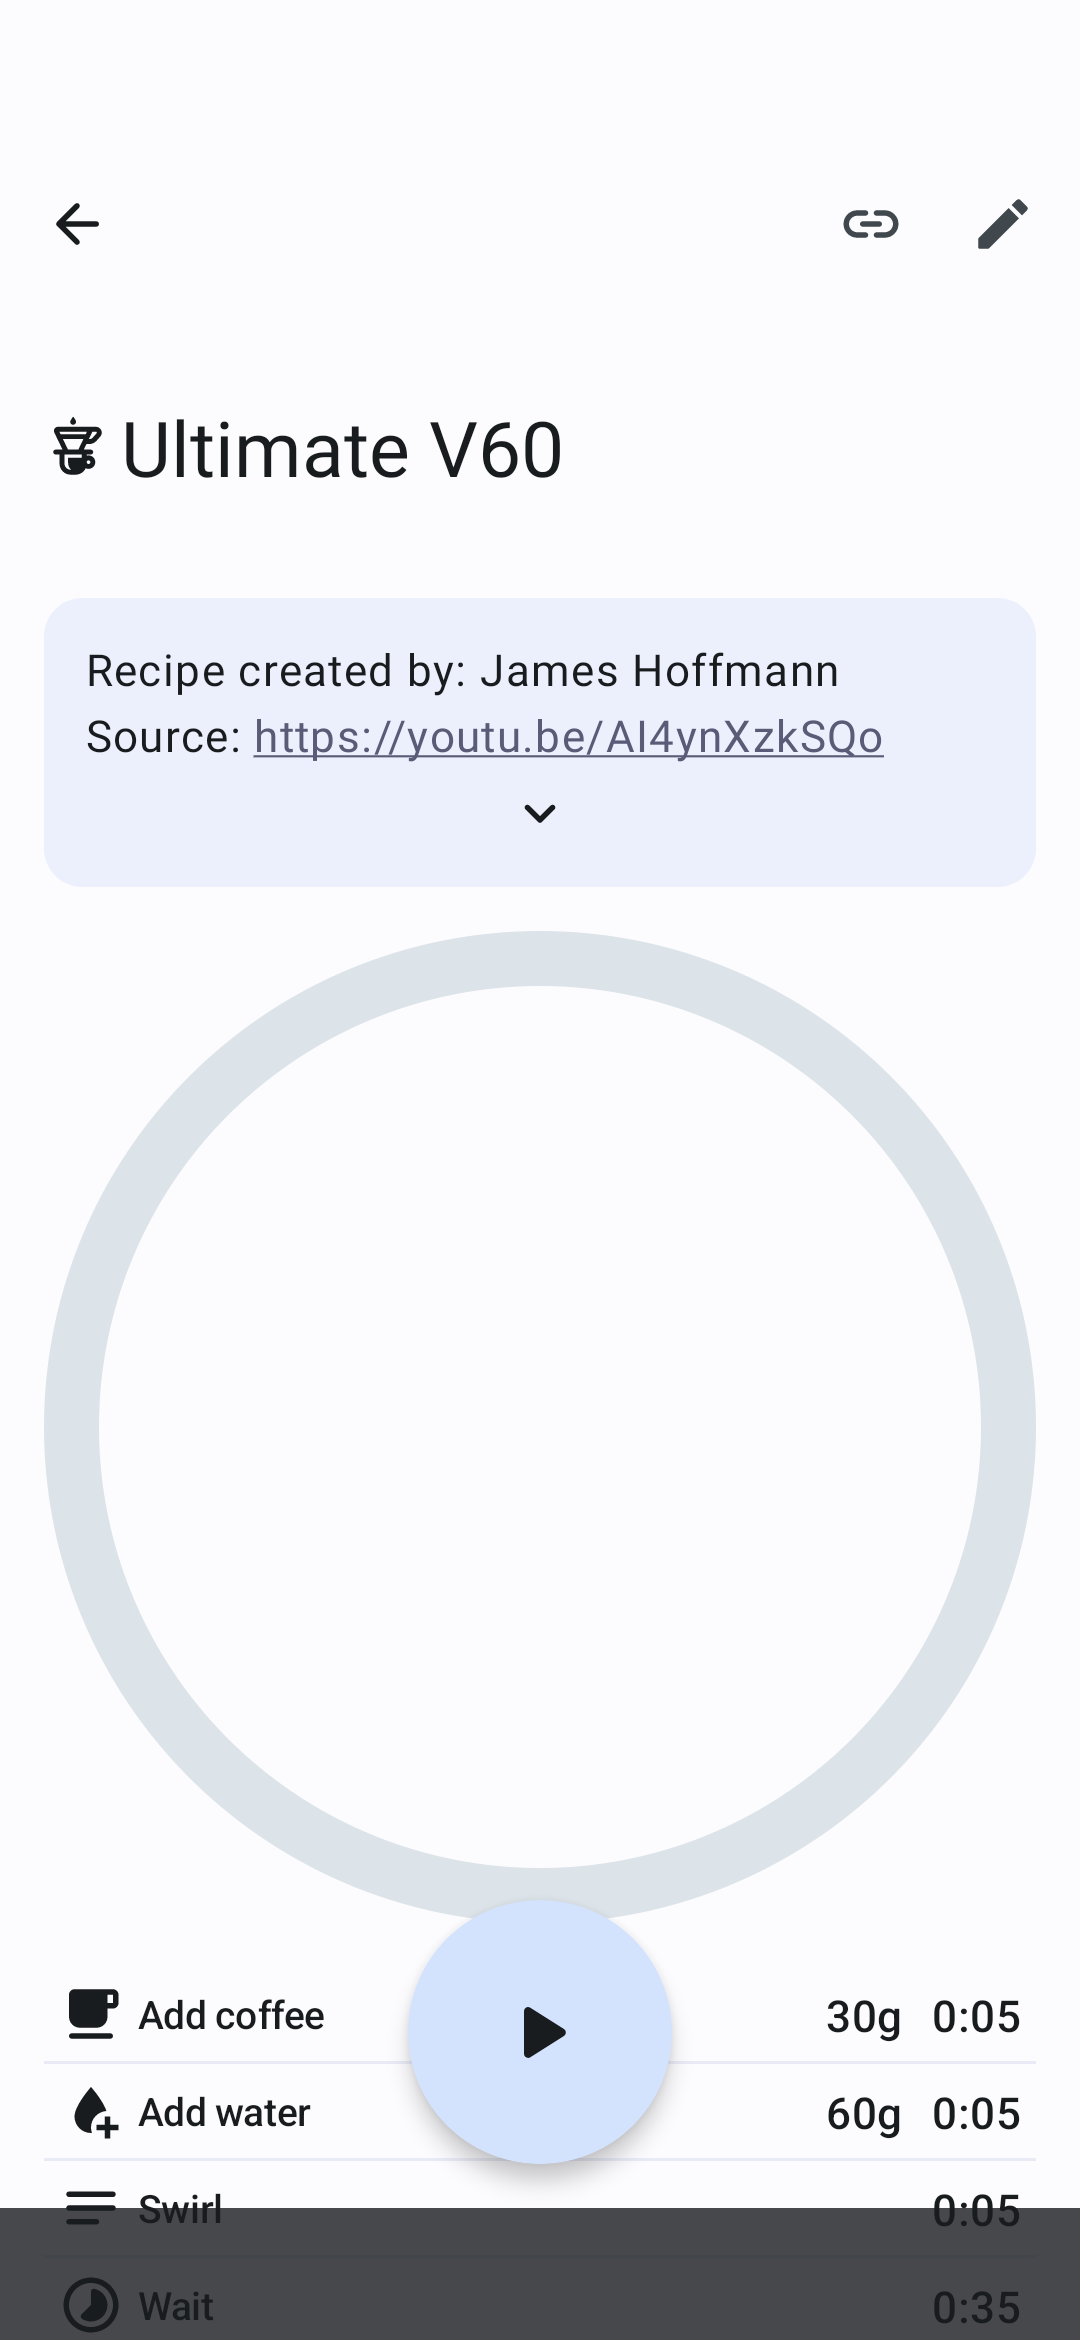 Ultimate V60
Recipe created by: James Hoffmann
Source: https://youtu.be/AI4ynXzkSQo
Add coffee 30g 0:05
Add water 60g 0:05
Swirl 0:05
Wait 0:35